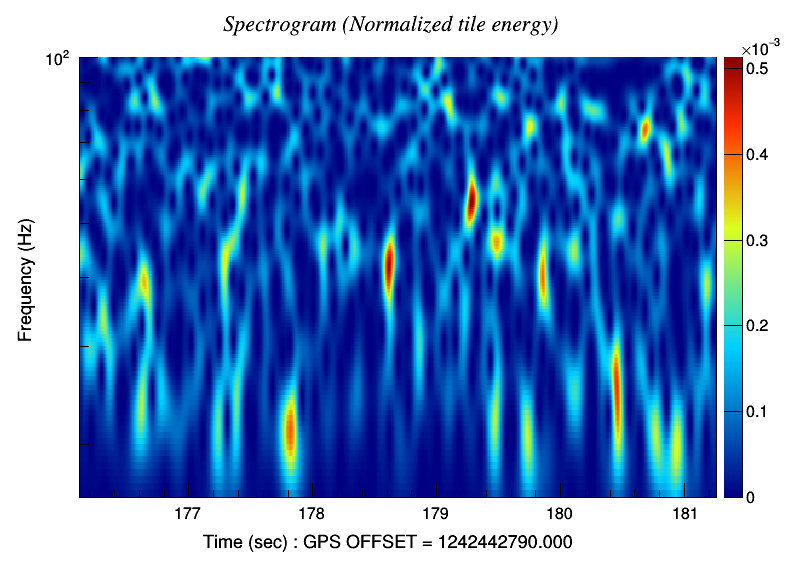 Spectrogram (Normalized tile energy)
×10⁻³
10²
0.5
0.4
0.3
0.2
0.1
0
Frequency (Hz)
177 178 179 180 181
Time (sec) : GPS OFFSET = 1242442790.000